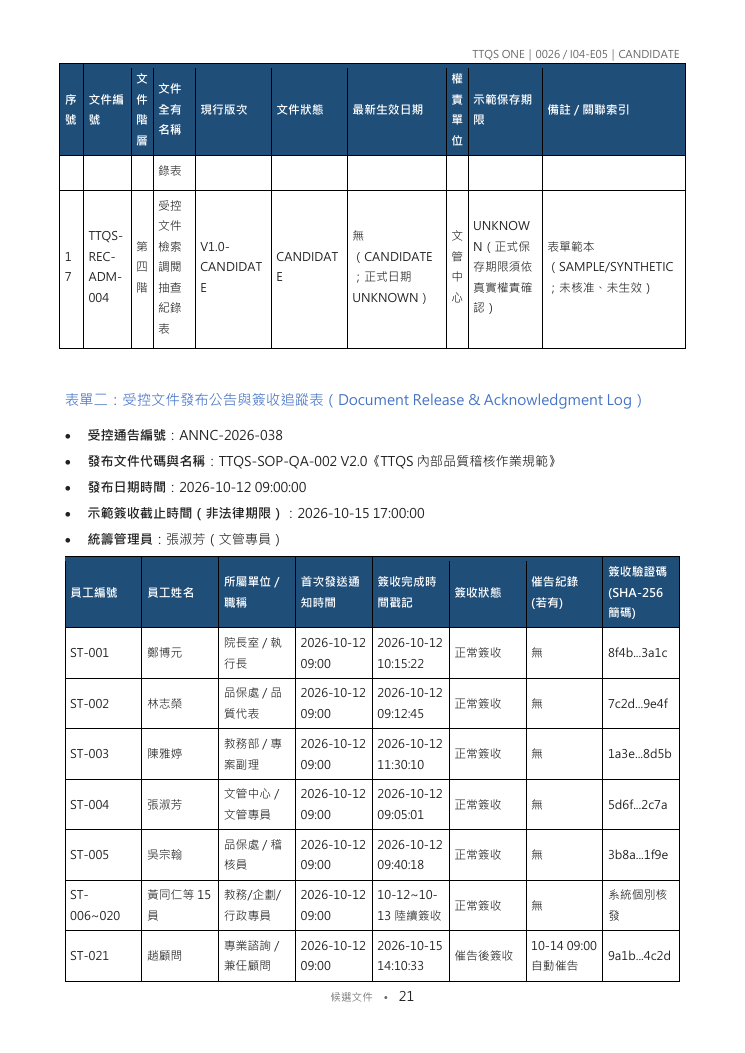 TTQS ONE | 0026 / I04-E05 | CANDIDATE
序號
文件編號
文件階層
文件全有名稱
現行版次
文件狀態
最新生效日期
權責單位
示範保存期限
備註 / 關聯索引
錄表
17
TTQS-REC-ADM-004
第四階
受控文件檢索調閱抽查紀錄表
V1.0-CANDIDATE
CANDIDATE
無（CANDIDATE；正式日期 UNKNOWN）
文管中心
UNKNOWN（正式保存期限須依真實權責確認）
表單範本（SAMPLE/SYNTHETIC；未核准、未生效）
表單二：受控文件發布公告與簽收追蹤表（Document Release & Acknowledgment Log）
• 受控通告編號：ANNC-2026-038
• 發布文件代碼與名稱：TTQS-SOP-QA-002 V2.0《TTQS 內部品質稽核作業規範》
• 發布日期時間：2026-10-12 09:00:00
• 示範簽收截止時間（非法律期限）：2026-10-15 17:00:00
• 統籌管理員：張淑芳（文管專員）
員工編號
員工姓名
所屬單位 / 職稱
首次發送通知時間
簽收完成時間戳記
簽收狀態
催告紀錄 (若有)
簽收驗證碼 (SHA-256 簡碼)
ST-001
鄭博元
院長室 / 執行長
2026-10-12 09:00
2026-10-12 10:15:22
正常簽收
無
8f4b...3a1c
ST-002
林志榮
品保處 / 品質代表
2026-10-12 09:00
2026-10-12 09:12:45
正常簽收
無
7c2d...9e4f
ST-003
陳雅婷
教務部 / 專案副理
2026-10-12 09:00
2026-10-12 11:30:10
正常簽收
無
1a3e...8d5b
ST-004
張淑芳
文管中心 / 文管專員
2026-10-12 09:00
2026-10-12 09:05:01
正常簽收
無
5d6f...2c7a
ST-005
吳宗翰
品保處 / 稽核員
2026-10-12 09:00
2026-10-12 09:40:18
正常簽收
無
3b8a...1f9e
ST-006~020
黃同仁等 15 員
教務/企劃/行政專員
2026-10-12 09:00
10-12~10-13 陸續簽收
正常簽收
無
系統個別核發
ST-021
趙顧問
專業諮詢 / 兼任顧問
2026-10-12 09:00
2026-10-15 14:10:33
催告後簽收
10-14 09:00 自動催告
9a1b...4c2d
候選文件 • 21